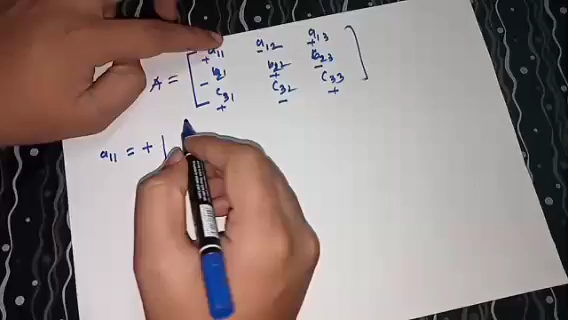 a11 a12 a13
+ - +
A = b21 b22 b23
- + -
c31 c32 c33
+ - +
a11 = + |